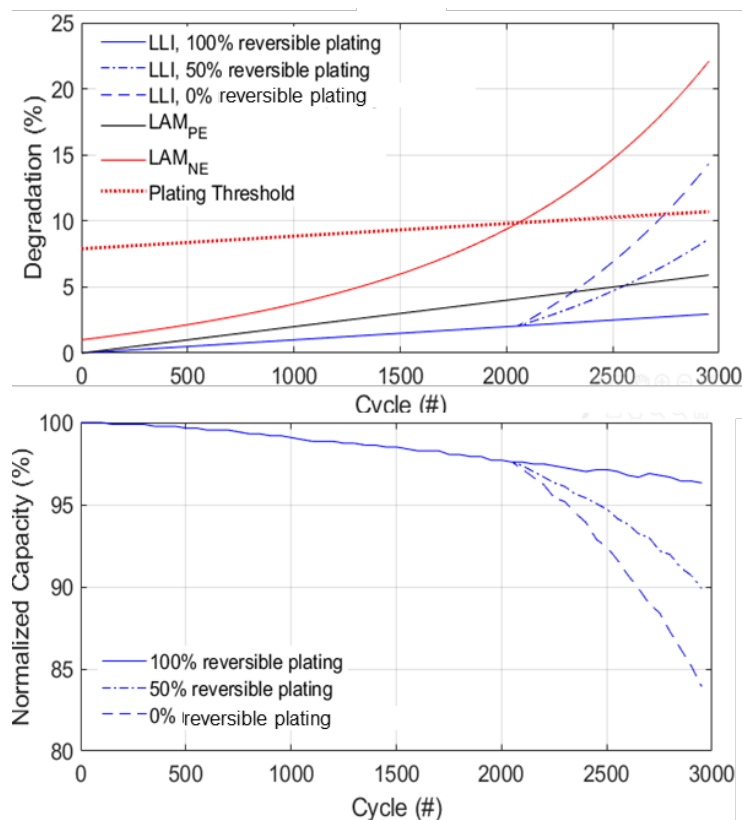 25
20
15
10
5
0
Degradation (%)
LLI, 100% reversible plating
LLI, 50% reversible plating
LLI, 0% reversible plating
LAM_PE
LAM_NE
Plating Threshold
0 500 1000 1500 2000 2500 3000
Cycle (#)
100
95
90
85
80
Normalized Capacity (%)
100% reversible plating
50% reversible plating
0% reversible plating
0 500 1000 1500 2000 2500 3000
Cycle (#)